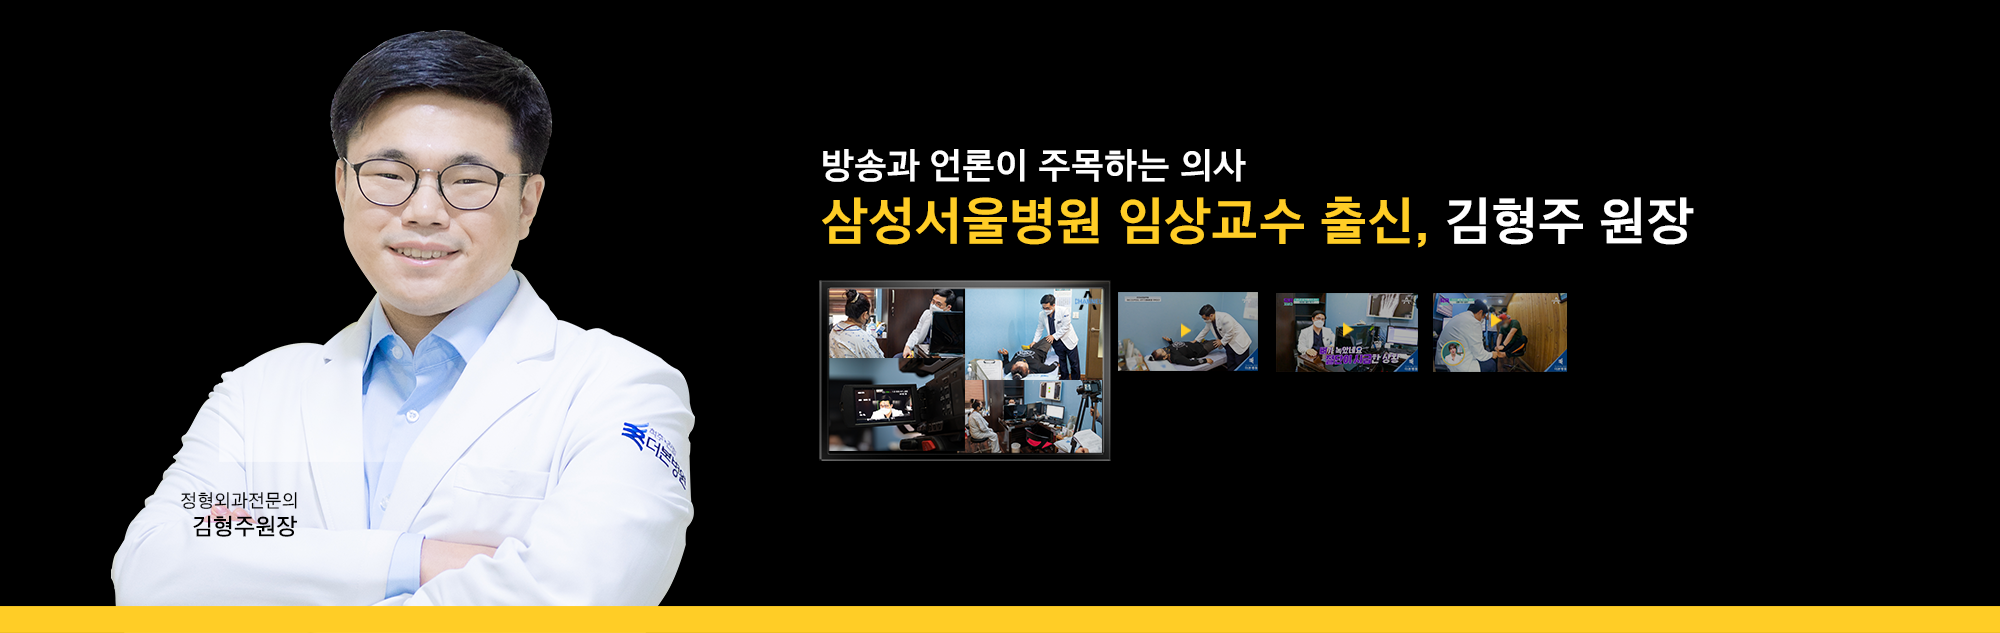 방송과 언론이 주목하는 의사
삼성서울병원 임상교수 출신, 김형주 원장
더본병원
정형외과전문의
김형주원장